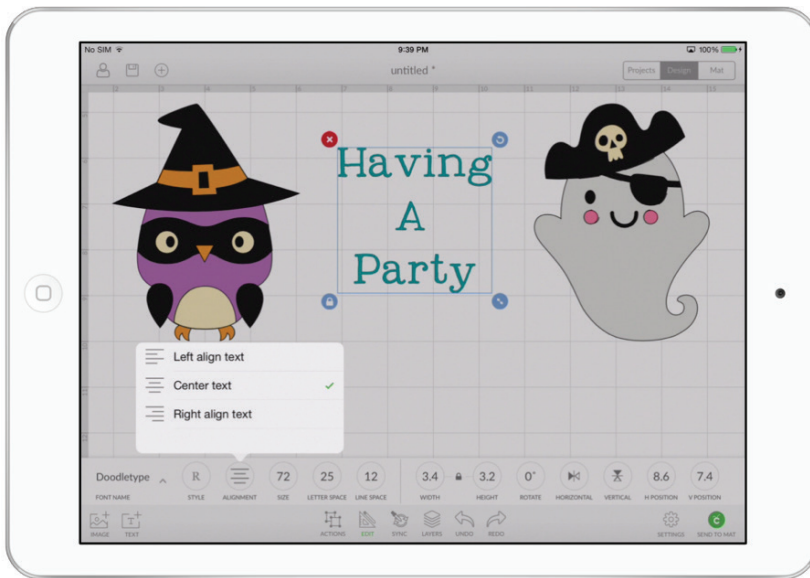 No SIM 9:39 PM 100%
untitled *
Projects Design Mat
Having
A
Party
Left align text
Center text
Right align text
Doodletype R 72 25 12 3.4 3.2 0° 8.6 7.4
FONT NAME STYLE ALIGNMENT SIZE LETTER SPACE LINE SPACE WIDTH HEIGHT ROTATE HORIZONTAL VERTICAL H POSITION V POSITION
IMAGE TEXT ACTIONS EDIT SYNC LAYERS UNDO REDO SETTINGS SEND TO MAT